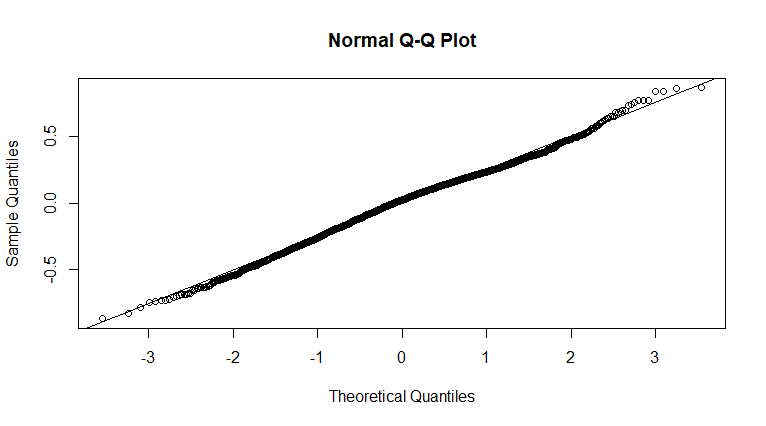 Normal Q-Q Plot
Sample Quantiles
0.5
0.0
-0.5
-3 -2 -1 0 1 2 3
Theoretical Quantiles